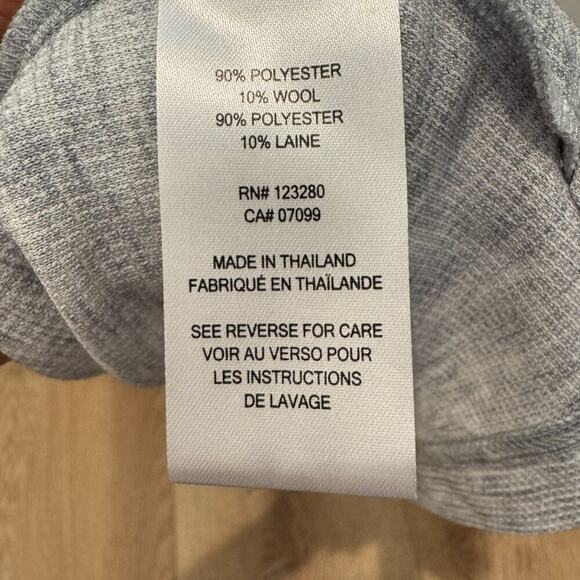 90% POLYESTER
10% WOOL
90% POLYESTER
10% LAINE
RN# 123280
CA# 07099
MADE IN THAILAND
FABRIQUÉ EN THAÏLANDE
SEE REVERSE FOR CARE
VOIR AU VERSO POUR
LES INSTRUCTIONS
DE LAVAGE